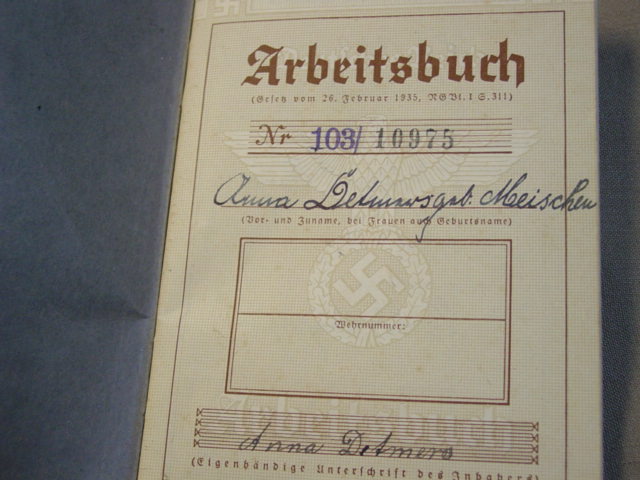 Arbeitsbuch
(Gesetz vom 26. Februar 1935, RGBl. I S. 311)
Nr 103/ 10975
Anna Detmers geb. Meischen
(Vor- und Zuname, bei Frauen auch Geburtsname)
Wehrnummer:
Arbeitsbuch
Anna Detmers
(Eigenhändige Unterschrift des Inhabers)